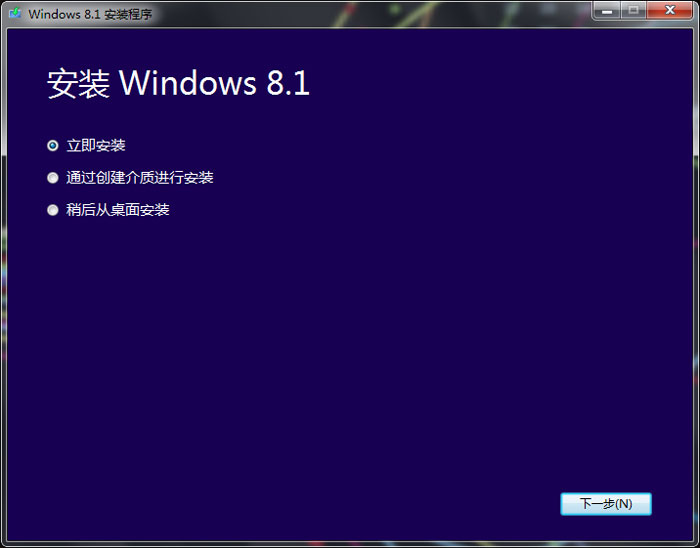 Windows 8.1 安装程序
安装 Windows 8.1
立即安装
通过创建介质进行安装
稍后从桌面安装
下一步(N)